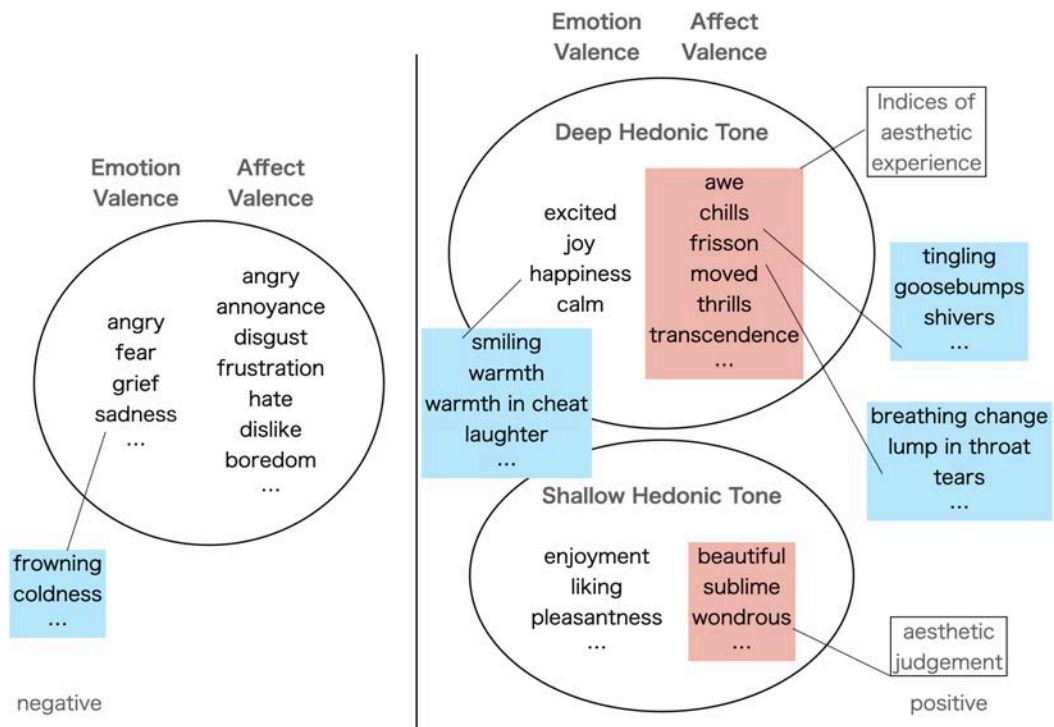 Emotion Valence
Affect Valence
angry
fear
grief
sadness
...
angry
annoyance
disgust
frustration
hate
dislike
boredom
...
frowning
coldness
...
negative
Emotion Valence
Affect Valence
Deep Hedonic Tone
excited
joy
happiness
calm
awe
chills
frisson
moved
thrills
transcendence
...
Indices of
aesthetic
experience
smiling
warmth
warmth in cheat
laughter
...
tingling
goosebumps
shivers
...
breathing change
lump in throat
tears
...
Shallow Hedonic Tone
enjoyment
liking
pleasantness
...
beautiful
sublime
wondrous
...
aesthetic
judgement
positive